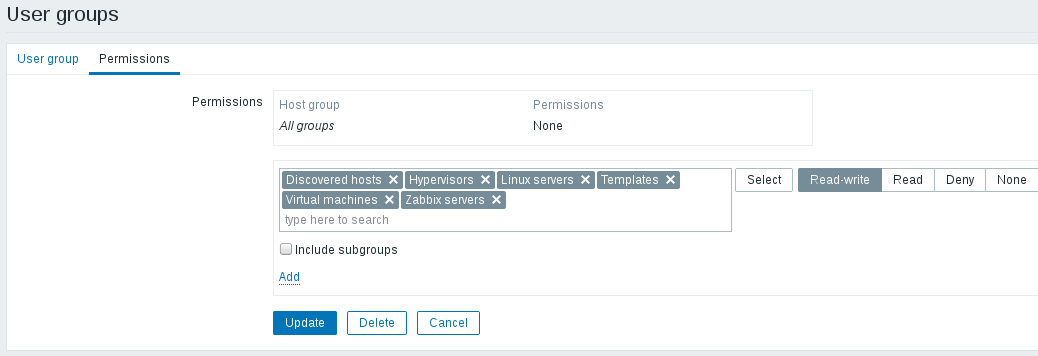 User groups
User group Permissions
Permissions Host group Permissions
All groups None
Discovered hosts Hypervisors Linux servers Templates Select Read-write Read Deny None
Virtual machines Zabbix servers
type here to search
Include subgroups
Add
Update Delete Cancel